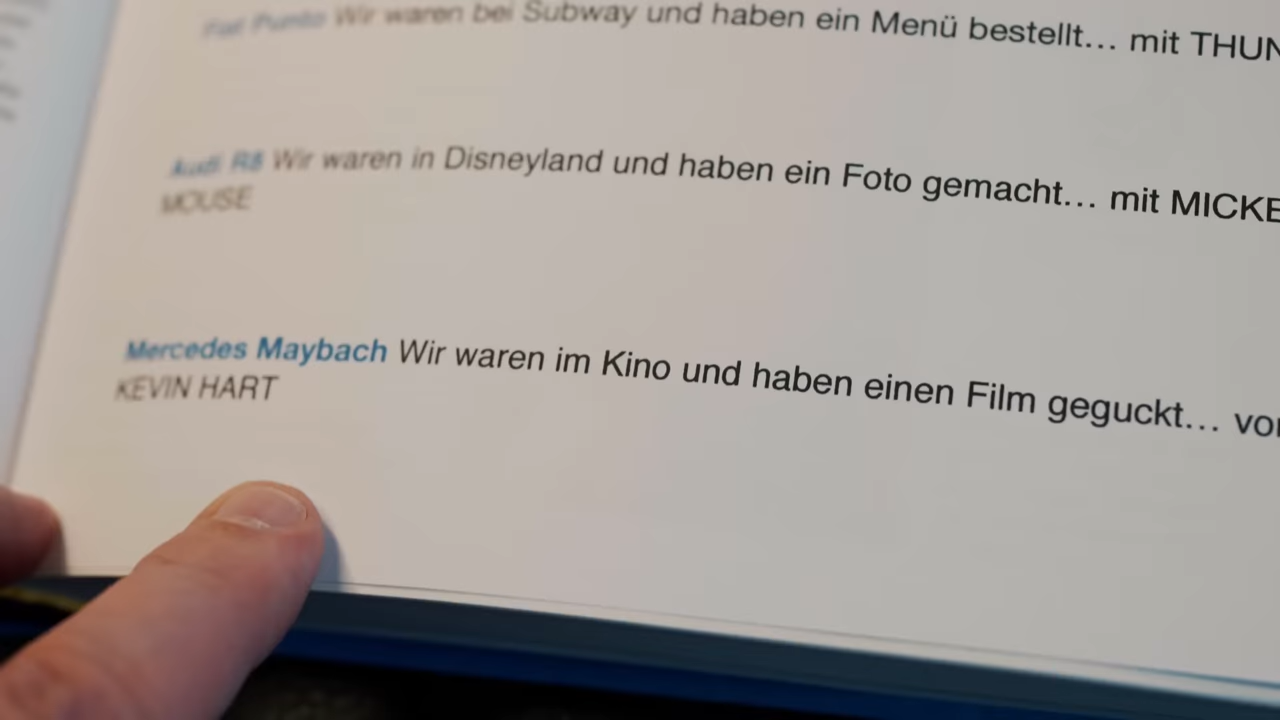 Fiat Punto Wir waren bei Subway und haben ein Menü bestellt... mit THUN
Audi R8 Wir waren in Disneyland und haben ein Foto gemacht... mit MICKE
MOUSE
Mercedes Maybach Wir waren im Kino und haben einen Film geguckt... vo
KEVIN HART